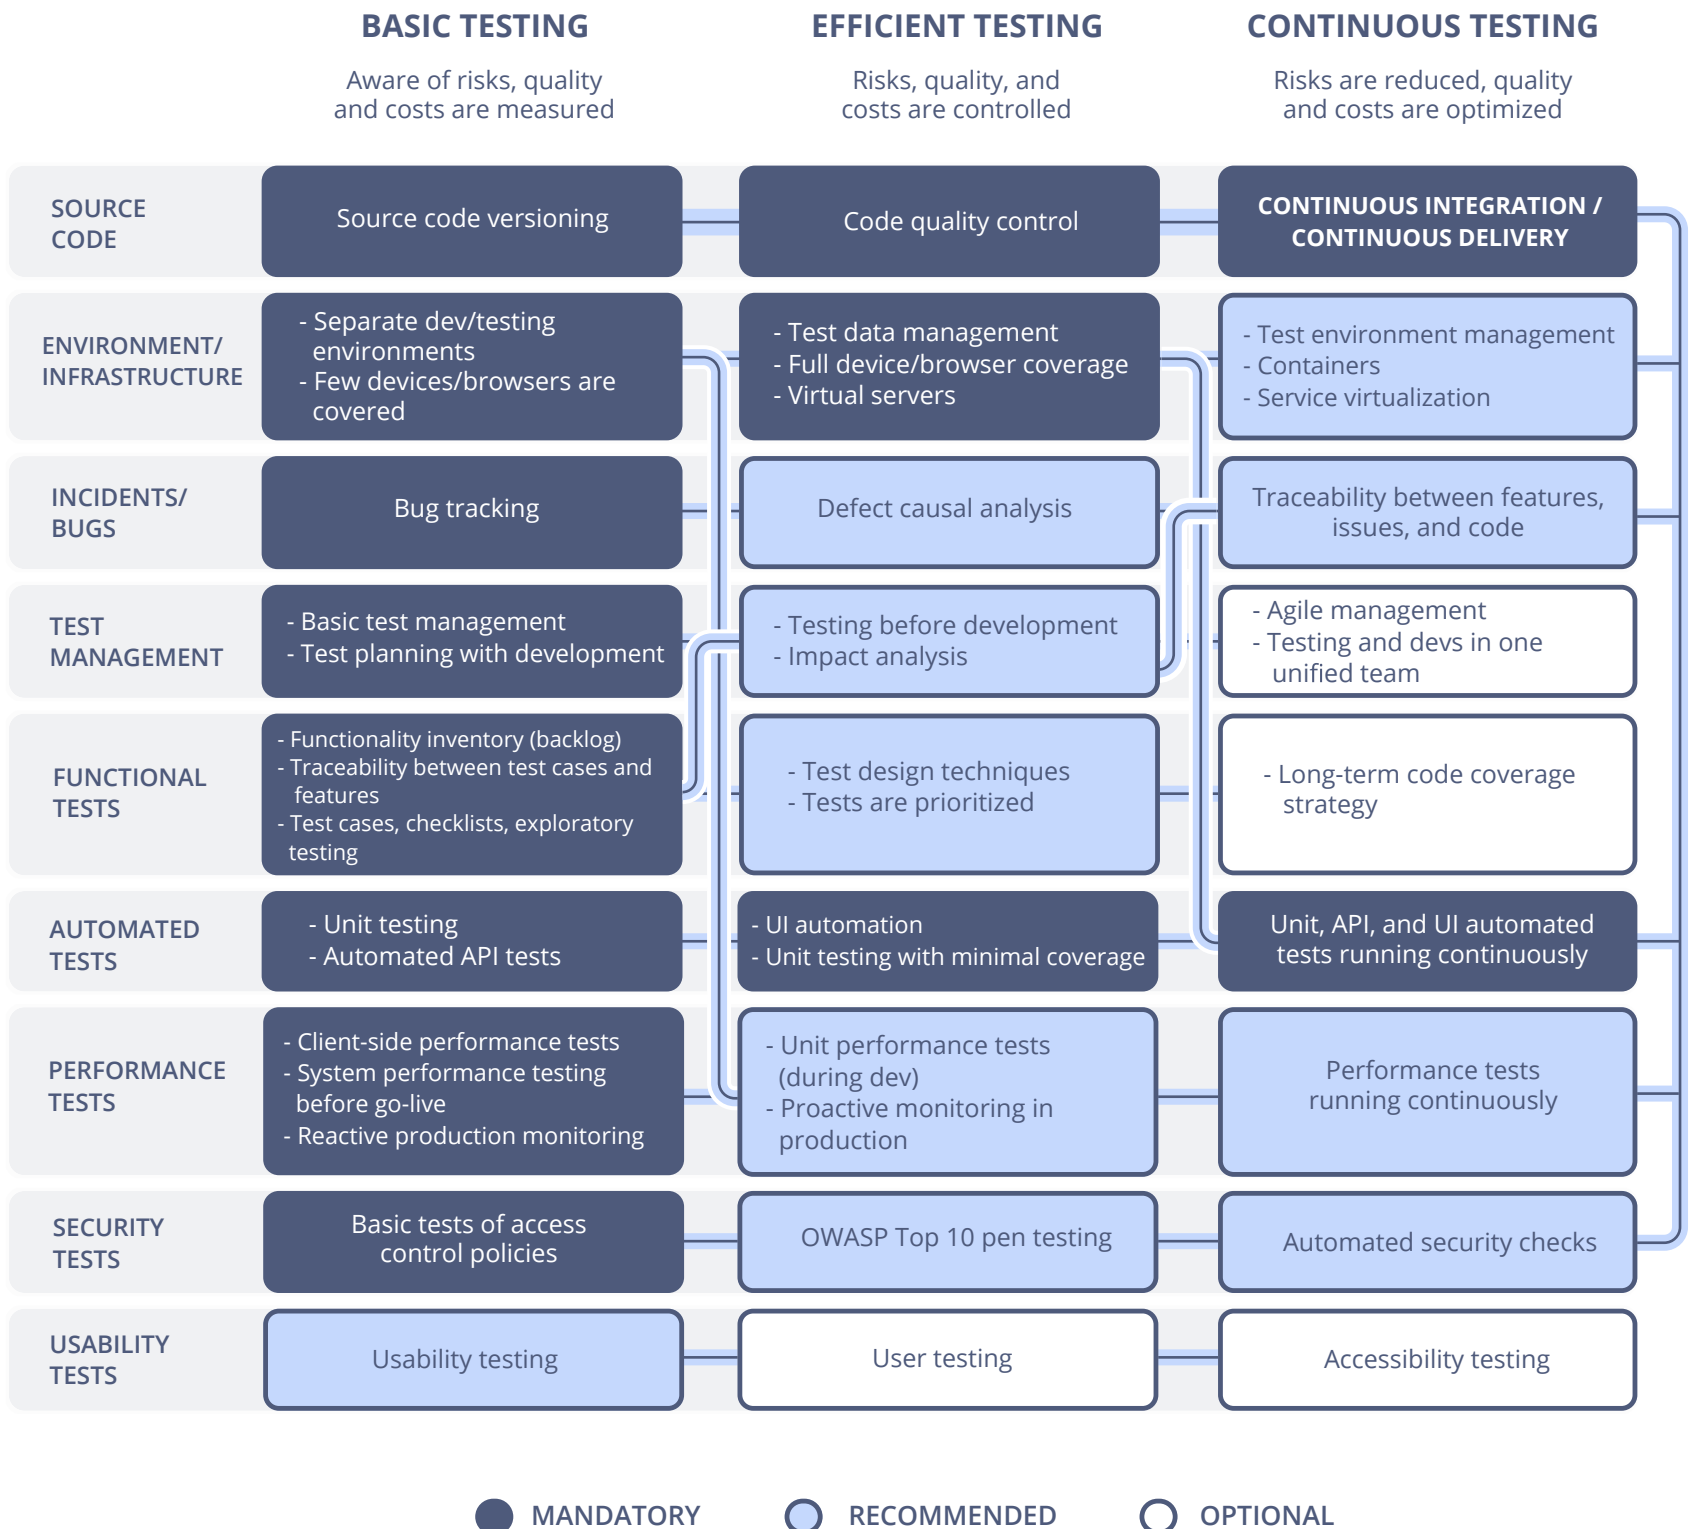 BASIC TESTING
EFFICIENT TESTING
CONTINUOUS TESTING
Aware of risks, quality
and costs are measured
Risks, quality, and
costs are controlled
Risks are reduced, quality
and costs are optimized
SOURCE
CODE
Source code versioning
Code quality control
CONTINUOUS INTEGRATION /
CONTINUOUS DELIVERY
ENVIRONMENT/
INFRASTRUCTURE
- Separate dev/testing
environments
- Few devices/browsers are
covered
- Test data management
- Full device/browser coverage
- Virtual servers
- Test environment management
- Containers
- Service virtualization
INCIDENTS/
BUGS
Bug tracking
Defect causal analysis
Traceability between features,
issues, and code
TEST
MANAGEMENT
- Basic test management
- Test planning with development
- Testing before development
- Impact analysis
- Agile management
- Testing and devs in one
unified team
FUNCTIONAL
TESTS
- Functionality inventory (backlog)
- Traceability between test cases and
features
- Test cases, checklists, exploratory
testing
- Test design techniques
- Tests are prioritized
- Long-term code coverage
strategy
AUTOMATED
TESTS
- Unit testing
- Automated API tests
- UI automation
- Unit testing with minimal coverage
Unit, API, and UI automated
tests running continuously
PERFORMANCE
TESTS
- Client-side performance tests
- System performance testing
before go-live
- Reactive production monitoring
- Unit performance tests
(during dev)
- Proactive monitoring in
production
Performance tests
running continuously
SECURITY
TESTS
Basic tests of access
control policies
OWASP Top 10 pen testing
Automated security checks
USABILITY
TESTS
Usability testing
User testing
Accessibility testing
MANDATORY
RECOMMENDED
OPTIONAL